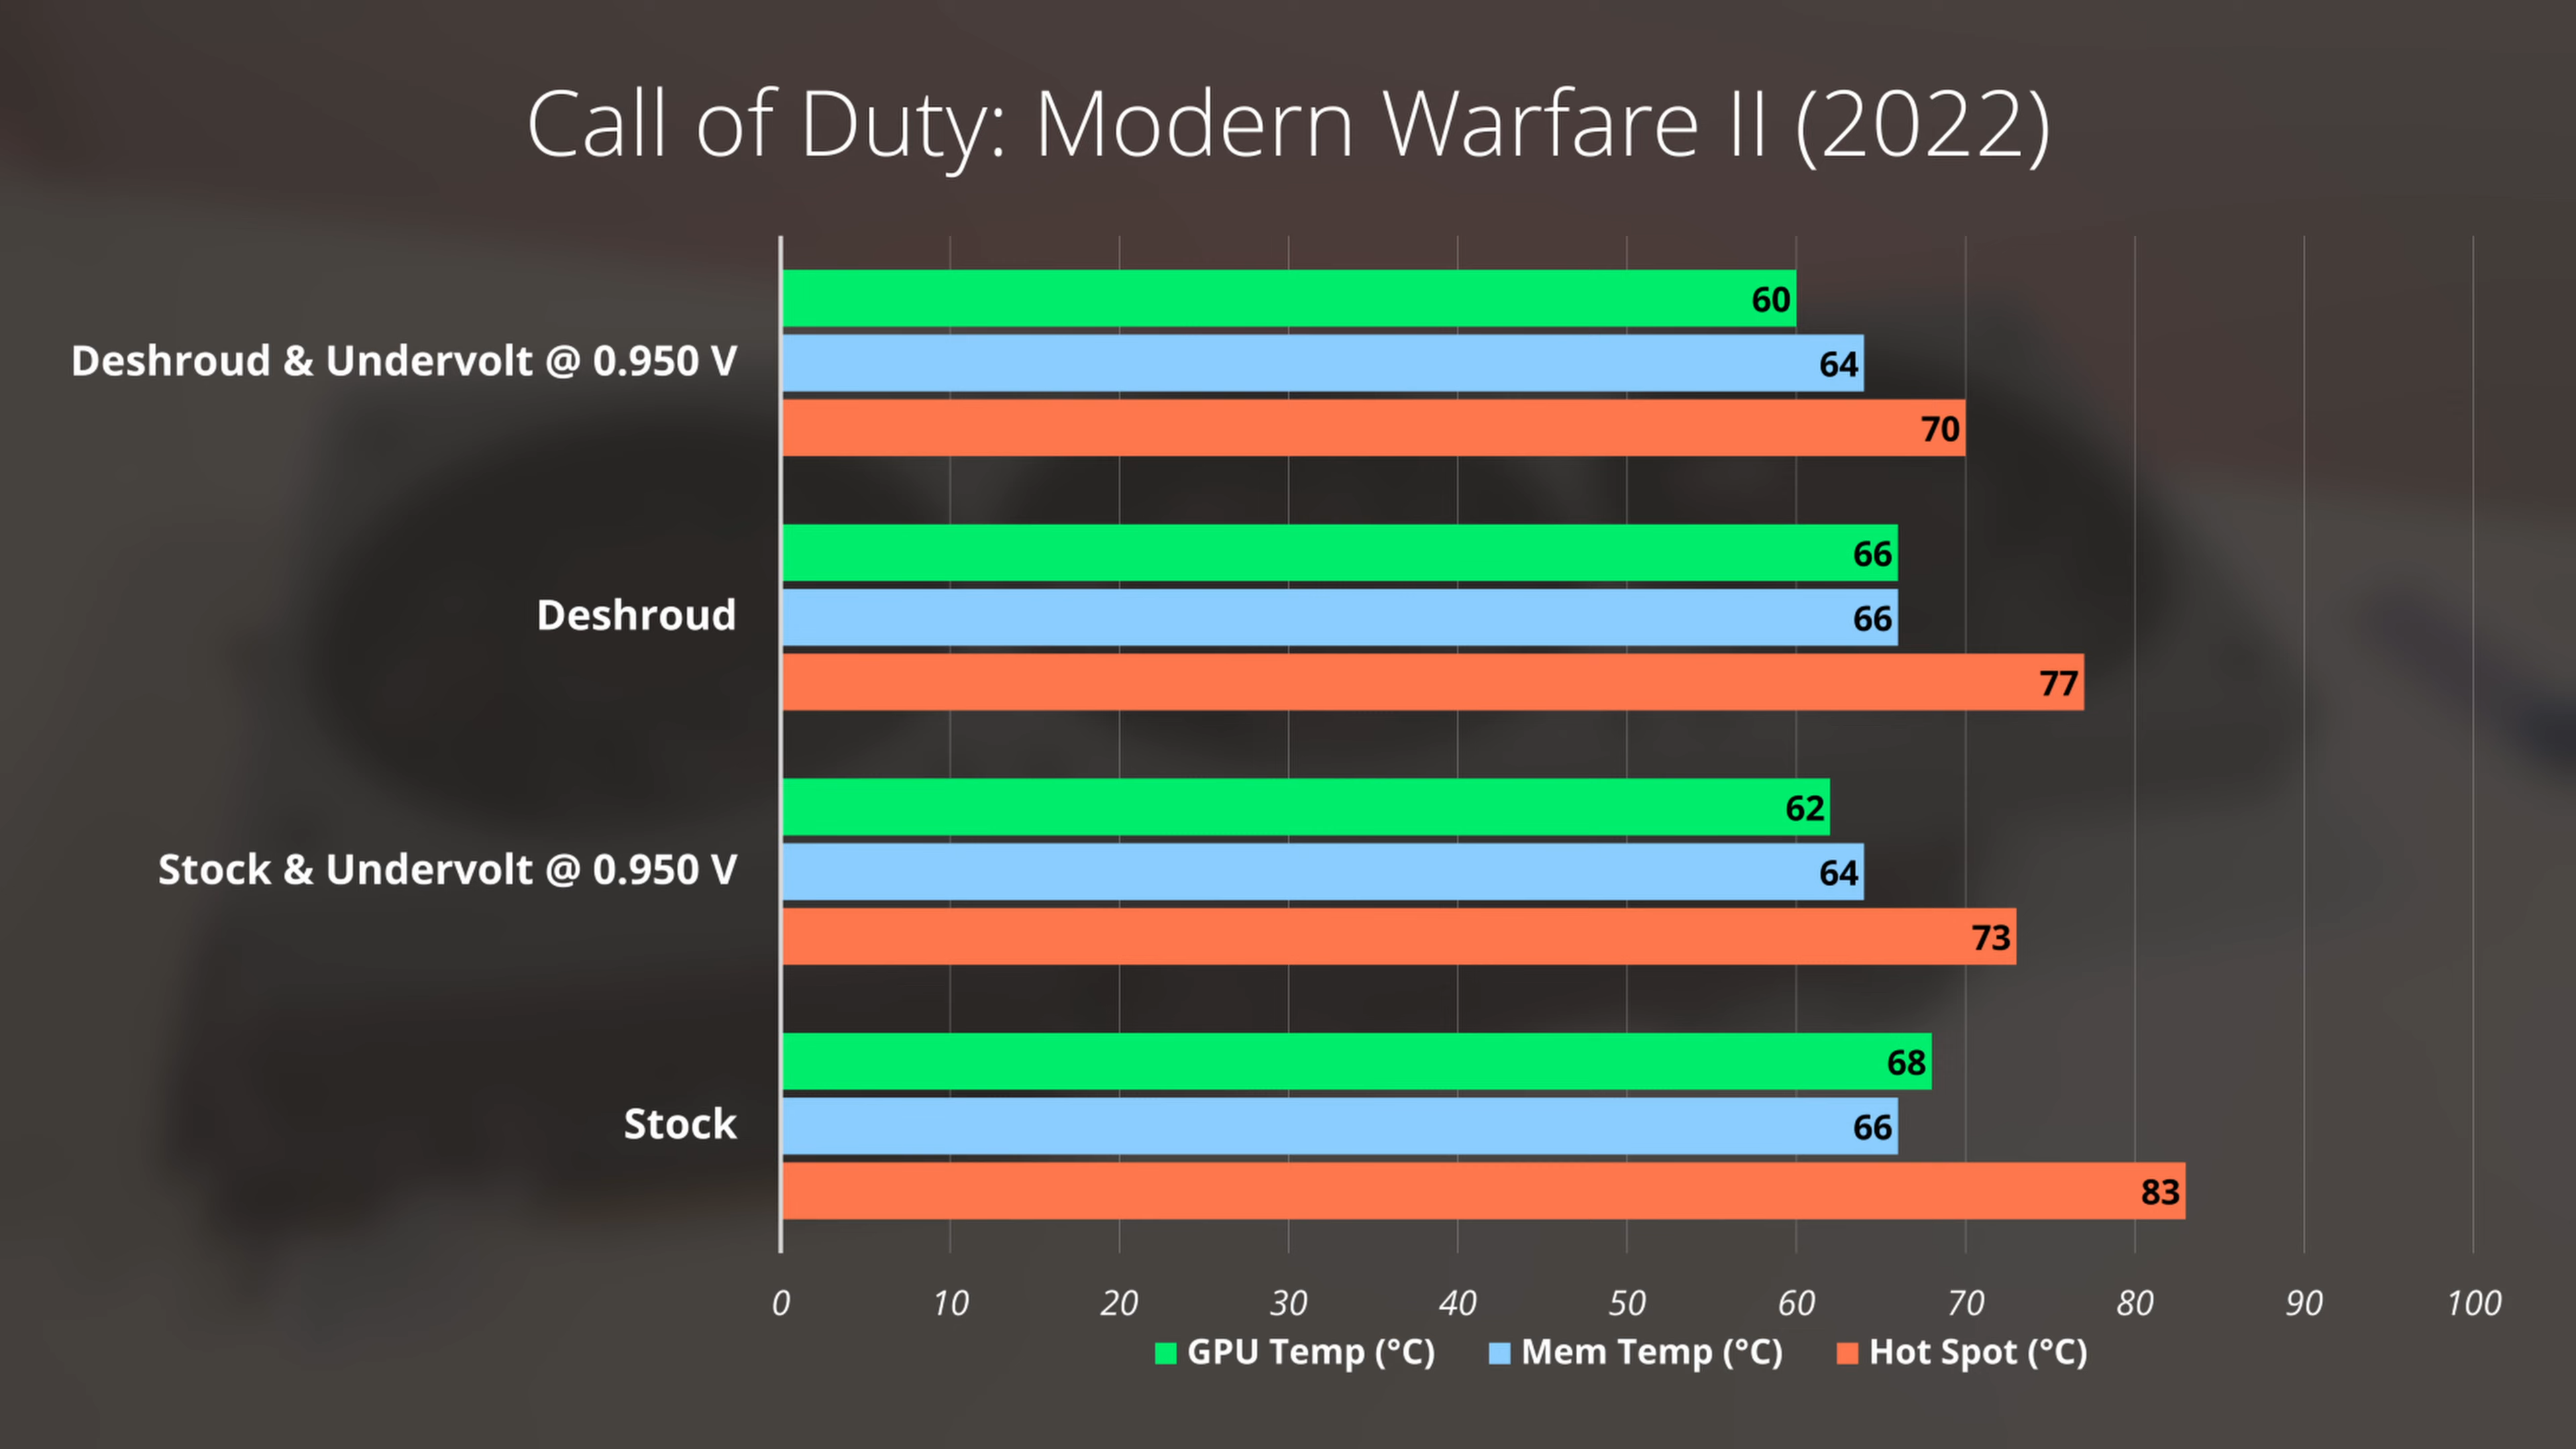 Call of Duty: Modern Warfare II (2022)
Deshroud & Undervolt @ 0.950 V
60
64
70
Deshroud
66
66
77
Stock & Undervolt @ 0.950 V
62
64
73
Stock
68
66
83
0 10 20 30 40 50 60 70 80 90 100
GPU Temp (°C) Mem Temp (°C) Hot Spot (°C)